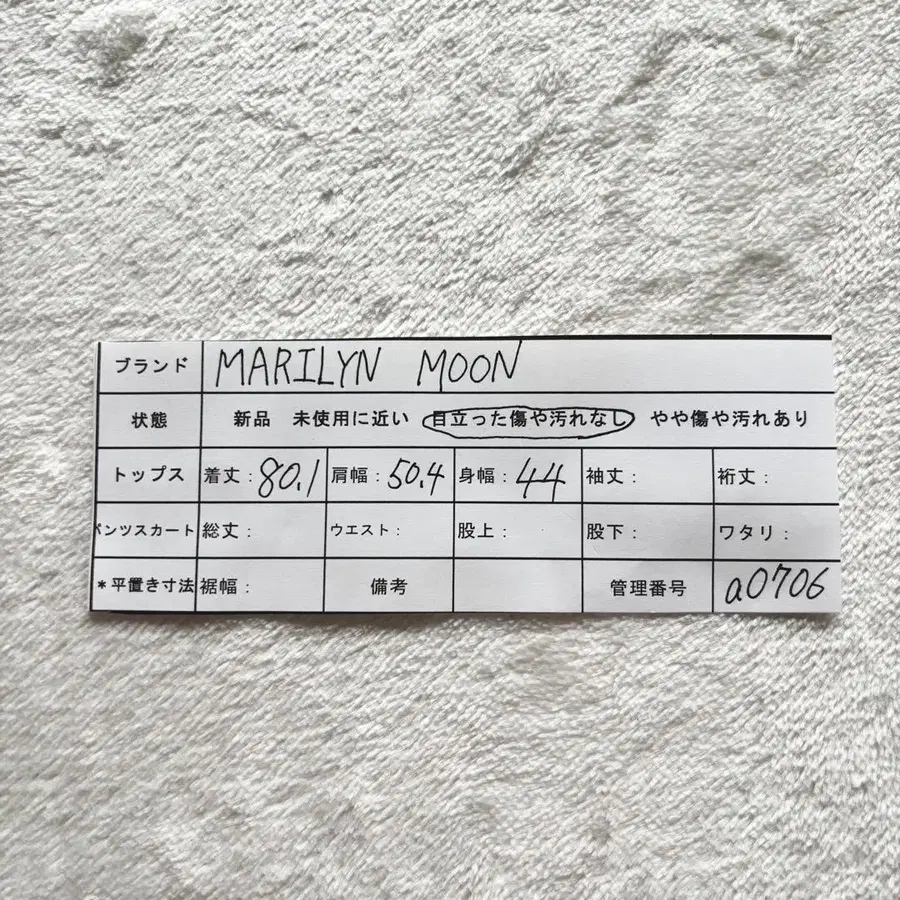 ブランド MARILYN MOON
状態 新品 未使用に近い 目立った傷や汚れなし やや傷や汚れあり
トップス 着丈: 80.1 肩幅: 50.4 身幅: 44 袖丈: 裄丈:
パンツスカート 総丈: ウエスト: 股上: 股下: ワタリ:
*平置き寸法 裾幅: 備考 管理番号 a0706